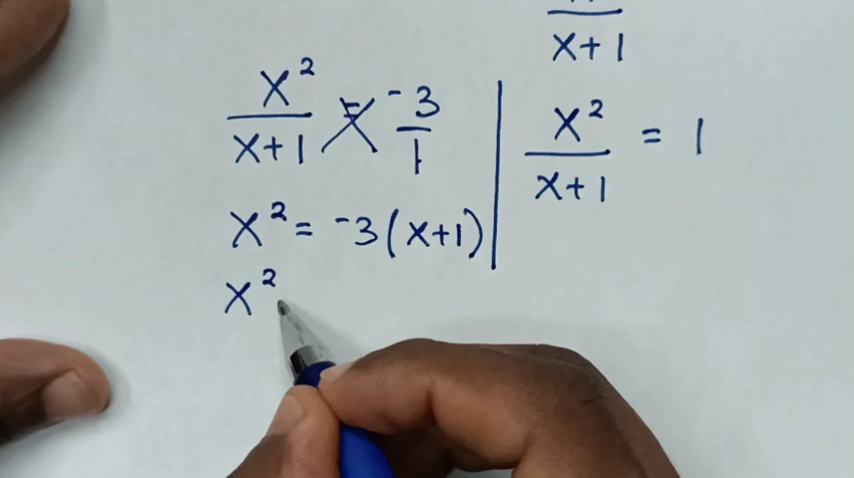 x+1
x²/(x+1) = -3/1
x² = -3(x+1)
x²
x²/(x+1) = 1